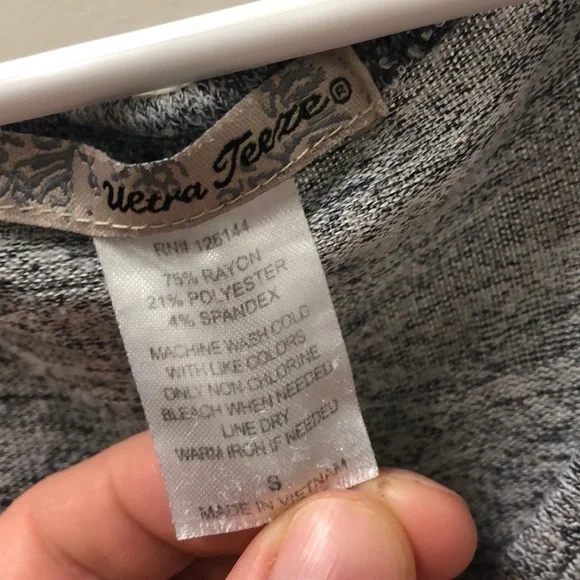 Uetra Teeze®
RN# 126144
75% RAYON
21% POLYESTER
4% SPANDEX
MACHINE WASH COLD
WITH LIKE COLORS
ONLY NON-CHLORINE
BLEACH WHEN NEEDED
LINE DRY
WARM IRON IF NEEDED
S
MADE IN VIETNAM